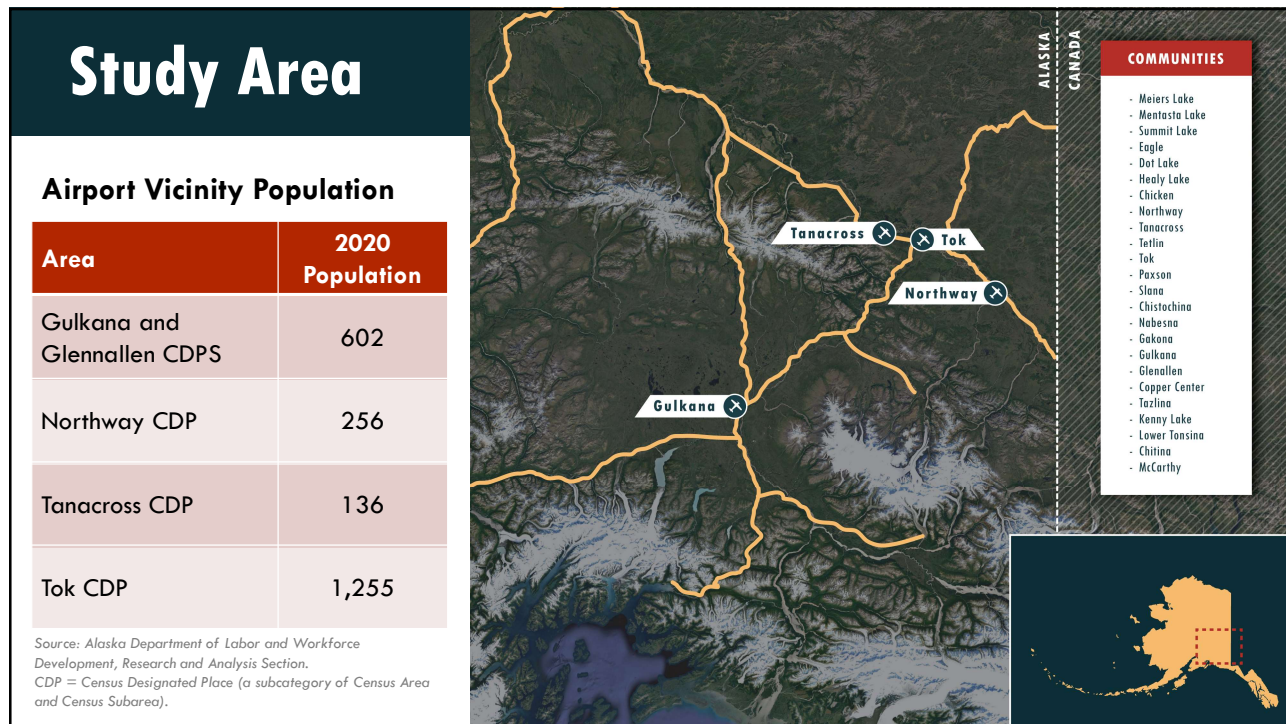 Study Area
Airport Vicinity Population
Area
2020
Population
Gulkana and
Glennallen CDPS
602
Northway CDP
256
Tanacross CDP
136
Tok CDP
1,255
Source: Alaska Department of Labor and Workforce
Development, Research and Analysis Section.
CDP = Census Designated Place (a subcategory of Census Area
and Census Subarea).
Tanacross
Tok
Northway
Gulkana
ALASKA
CANADA
COMMUNITIES
- Meiers Lake
- Mentasta Lake
- Summit Lake
- Eagle
- Dot Lake
- Healy Lake
- Chicken
- Northway
- Tanacross
- Tetlin
- Tok
- Paxson
- Slana
- Chistochina
- Nabesna
- Gakona
- Gulkana
- Glenallen
- Copper Center
- Tazlina
- Kenny Lake
- Lower Tonsina
- Chitina
- McCarthy